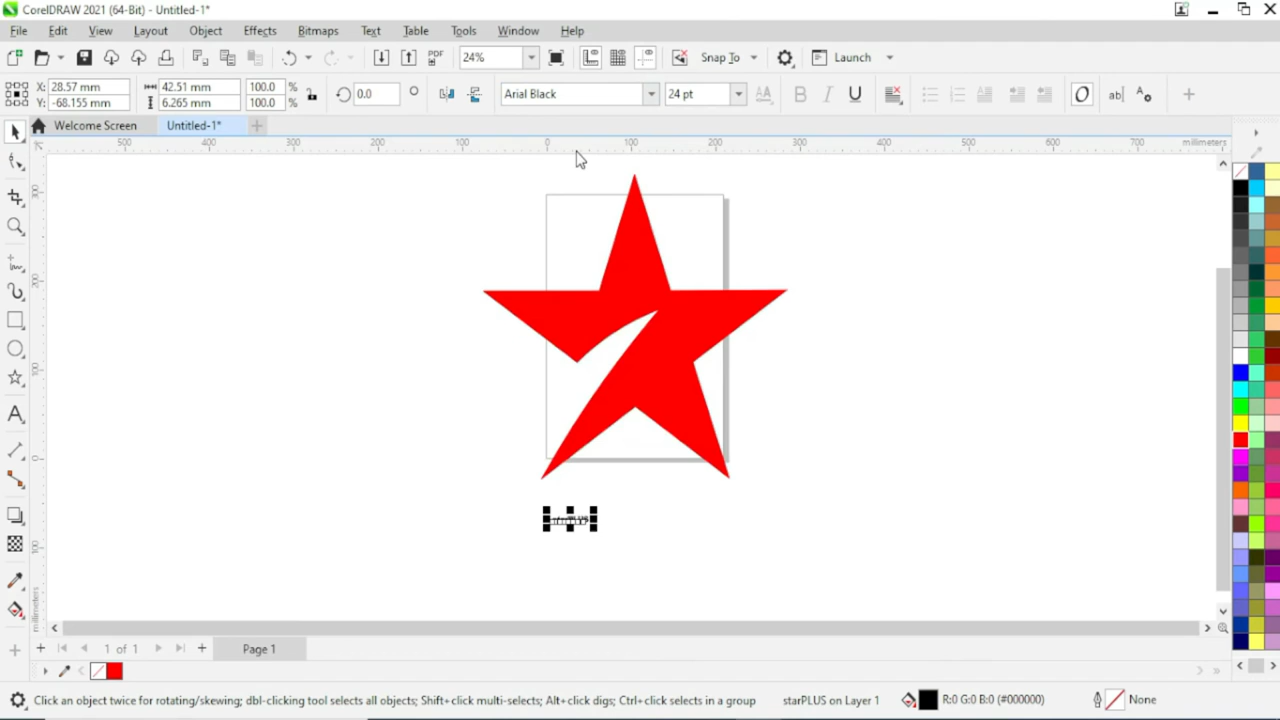 CorelDRAW 2021 (64-Bit) - Untitled-1*
File Edit View Layout Object Effects Bitmaps Text Table Tools Window Help
PDF 24% Snap To Launch
X: 28.57 mm 42.51 mm 100.0 % 0.0 Arial Black 24 pt B I U O ab|
Y: -68.155 mm 6.265 mm 100.0 %
Welcome Screen Untitled-1*
500 400 300 200 100 0 100 200 300 400 500 600 700 millimeters
millimeters
1 of 1 Page 1
Click an object twice for rotating/skewing; dbl-clicking tool selects all objects; Shift+click multi-selects; Alt+click digs; Ctrl+click selects in a group starPLUS on Layer 1 R:0 G:0 B:0 (#000000) None